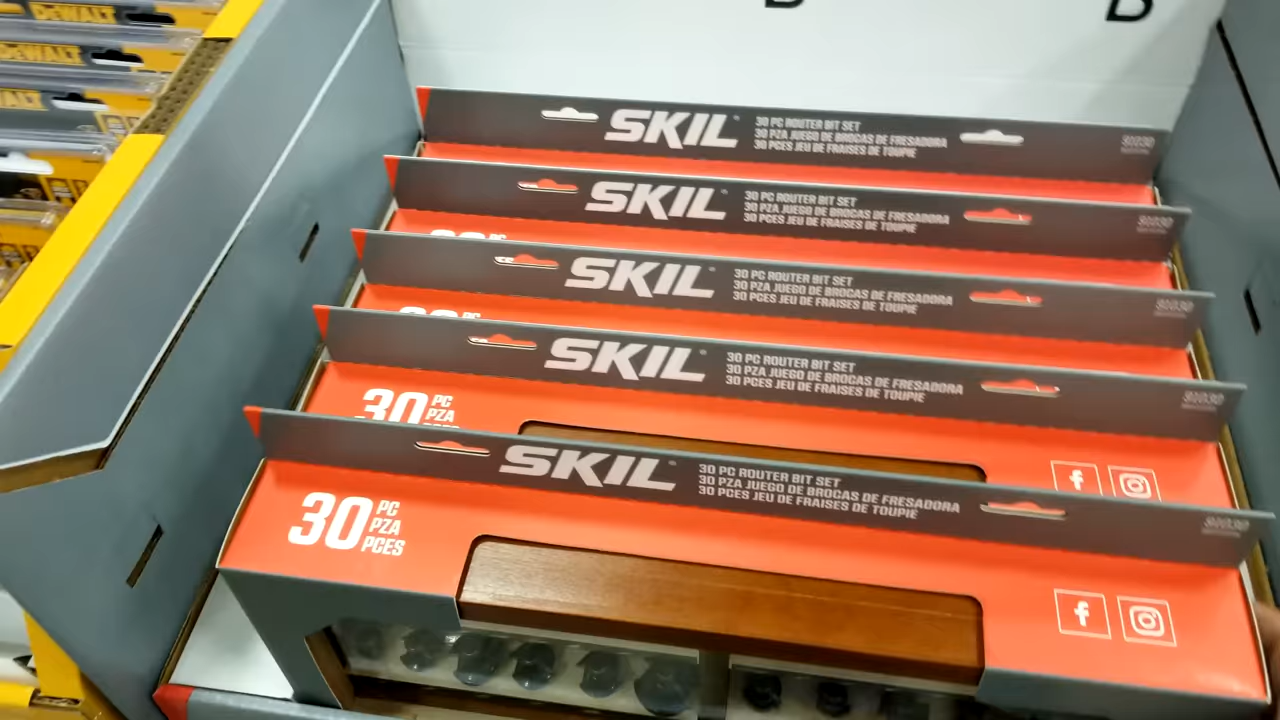 DEWALT
DEWALT
B
SKIL
30 PC ROUTER BIT SET
30 PZA JUEGO DE BROCAS DE FRESADORA
30 PCES JEU DE FRAISES DE TOUPIE
SKIL
30 PC ROUTER BIT SET
30 PZA JUEGO DE BROCAS DE FRESADORA
30 PCES JEU DE FRAISES DE TOUPIE
SKIL
30 PC ROUTER BIT SET
30 PZA JUEGO DE BROCAS DE FRESADORA
30 PCES JEU DE FRAISES DE TOUPIE
SKIL
30 PC ROUTER BIT SET
30 PZA JUEGO DE BROCAS DE FRESADORA
30 PCES JEU DE FRAISES DE TOUPIE
30 PC
PZA
SKIL
30 PC ROUTER BIT SET
30 PZA JUEGO DE BROCAS DE FRESADORA
30 PCES JEU DE FRAISES DE TOUPIE
30 PC
PZA
PCES